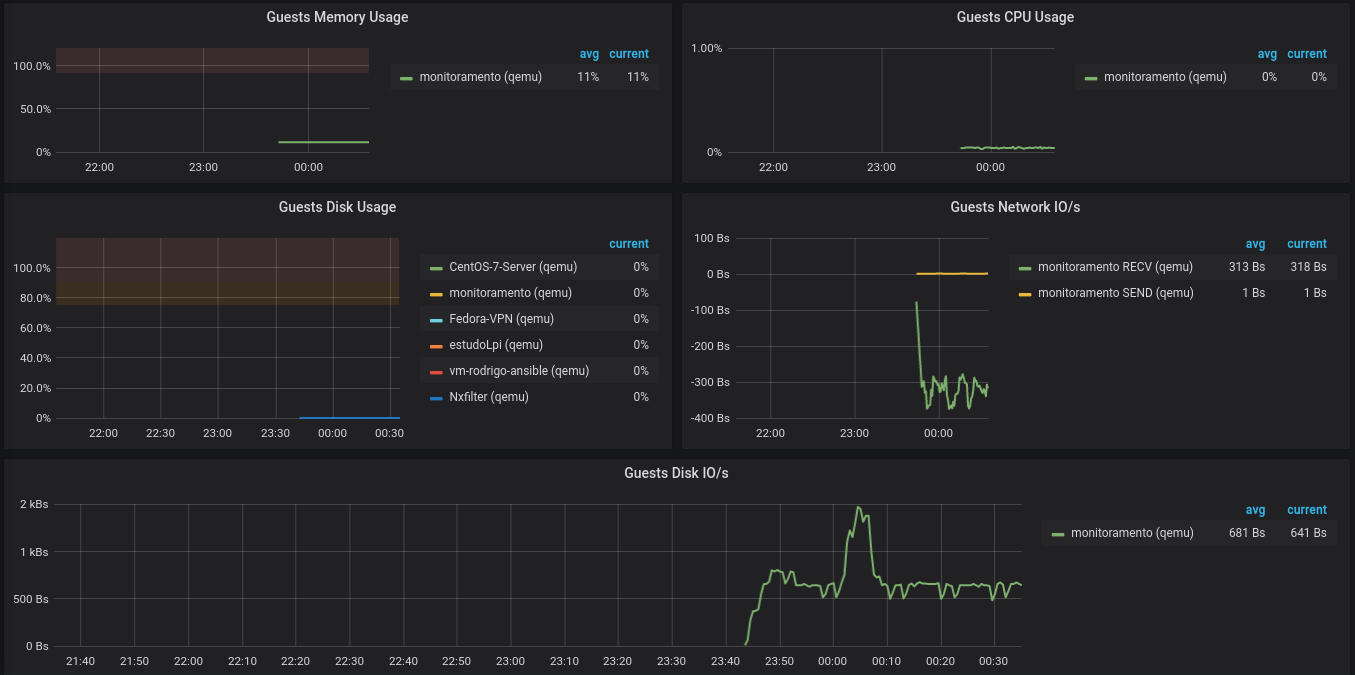 Guests Memory Usage
avg current
monitoramento (qemu) 11% 11%
100.0%
50.0%
0%
22:00 23:00 00:00
Guests CPU Usage
avg current
monitoramento (qemu) 0% 0%
1.00%
0%
22:00 23:00 00:00
Guests Disk Usage
current
CentOS-7-Server (qemu) 0%
monitoramento (qemu) 0%
Fedora-VPN (qemu) 0%
estudoLpi (qemu) 0%
vm-rodrigo-ansible (qemu) 0%
Nxfilter (qemu) 0%
100.0%
80.0%
60.0%
40.0%
20.0%
0%
22:00 22:30 23:00 23:30 00:00 00:30
Guests Network IO/s
avg current
monitoramento RECV (qemu) 313 Bs 318 Bs
monitoramento SEND (qemu) 1 Bs 1 Bs
100 Bs
0 Bs
-100 Bs
-200 Bs
-300 Bs
-400 Bs
22:00 23:00 00:00
Guests Disk IO/s
avg current
monitoramento (qemu) 681 Bs 641 Bs
2 kBs
1 kBs
500 Bs
0 Bs
21:40 21:50 22:00 22:10 22:20 22:30 22:40 22:50 23:00 23:10 23:20 23:30 23:40 23:50 00:00 00:10 00:20 00:30